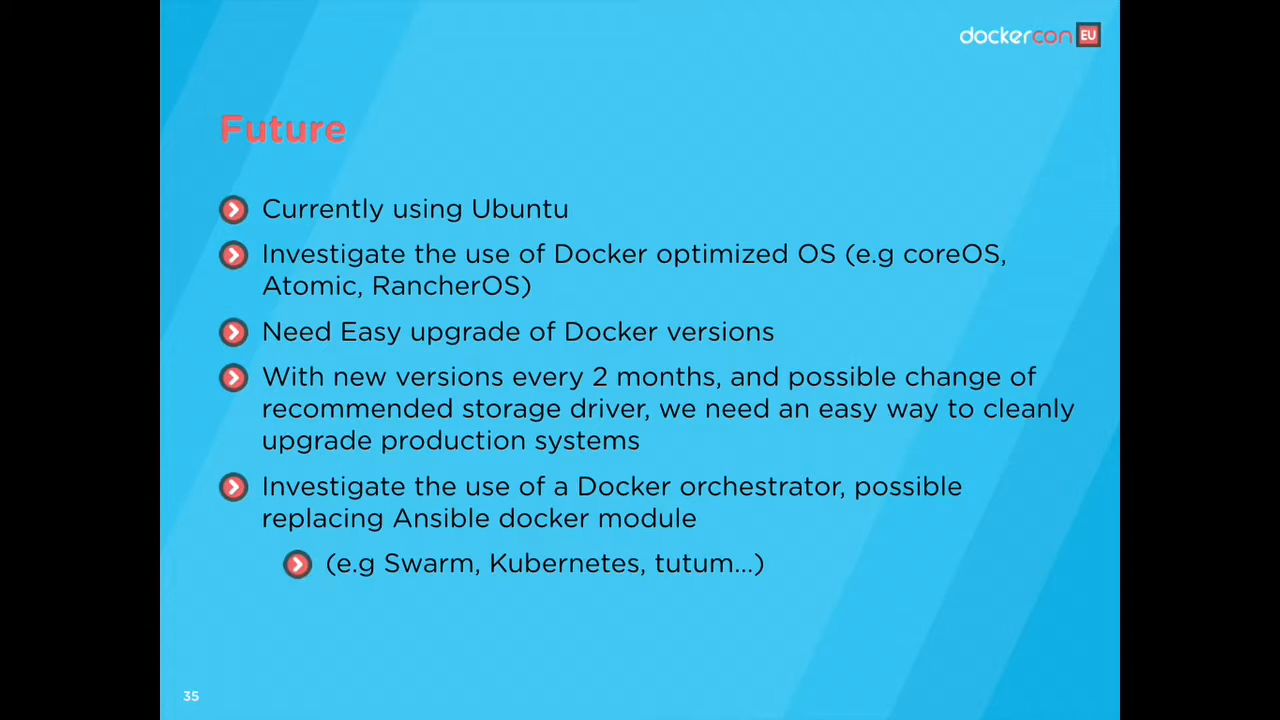 dockercon EU
Future
Currently using Ubuntu
Investigate the use of Docker optimized OS (e.g coreOS,
Atomic, RancherOS)
Need Easy upgrade of Docker versions
With new versions every 2 months, and possible change of
recommended storage driver, we need an easy way to cleanly
upgrade production systems
Investigate the use of a Docker orchestrator, possible
replacing Ansible docker module
(e.g Swarm, Kubernetes, tutum...)
35